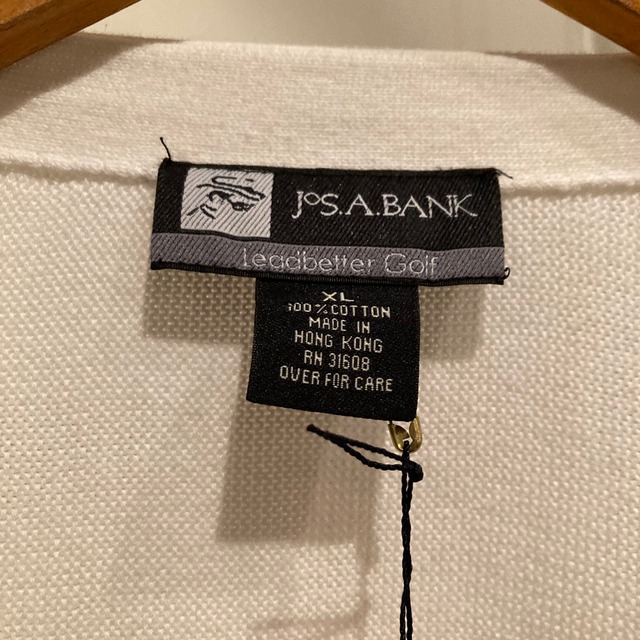 JoS.A.BANK
Leadbetter Golf
XL
100% COTTON
MADE IN
HONG KONG
RN 31608
OVER FOR CARE